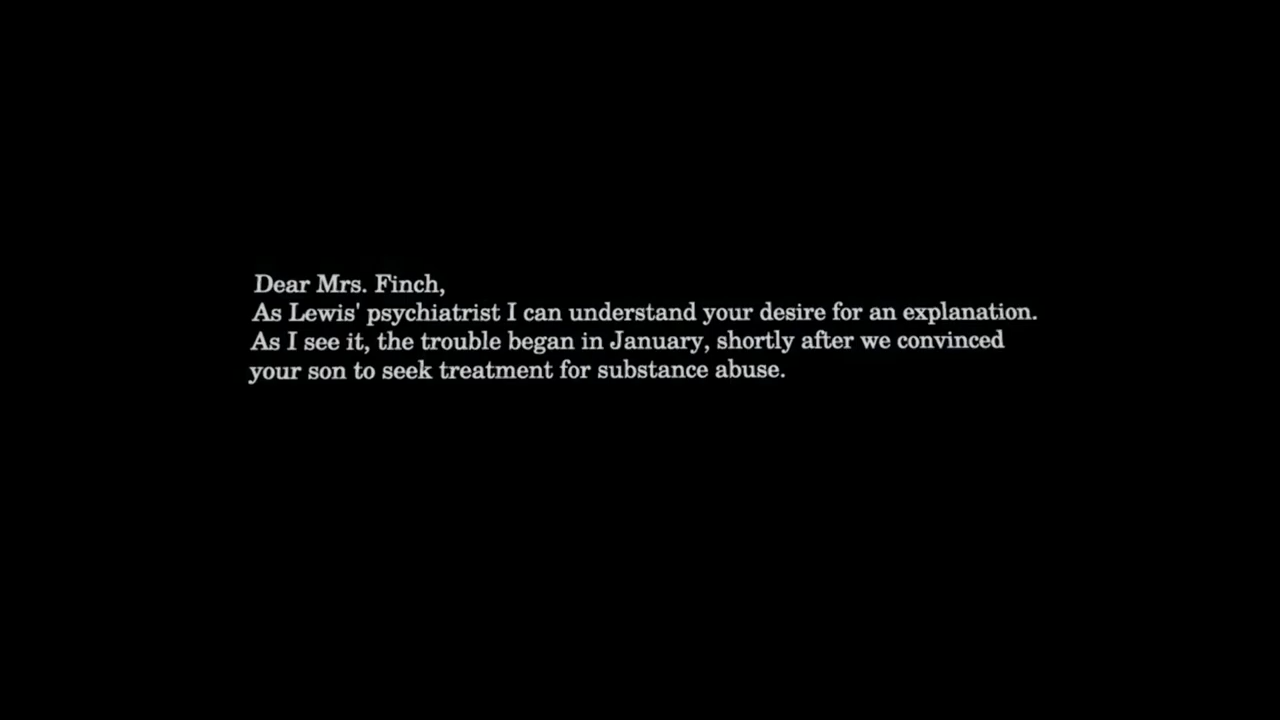 Dear Mrs. Finch,
As Lewis' psychiatrist I can understand your desire for an explanation.
As I see it, the trouble began in January, shortly after we convinced
your son to seek treatment for substance abuse.